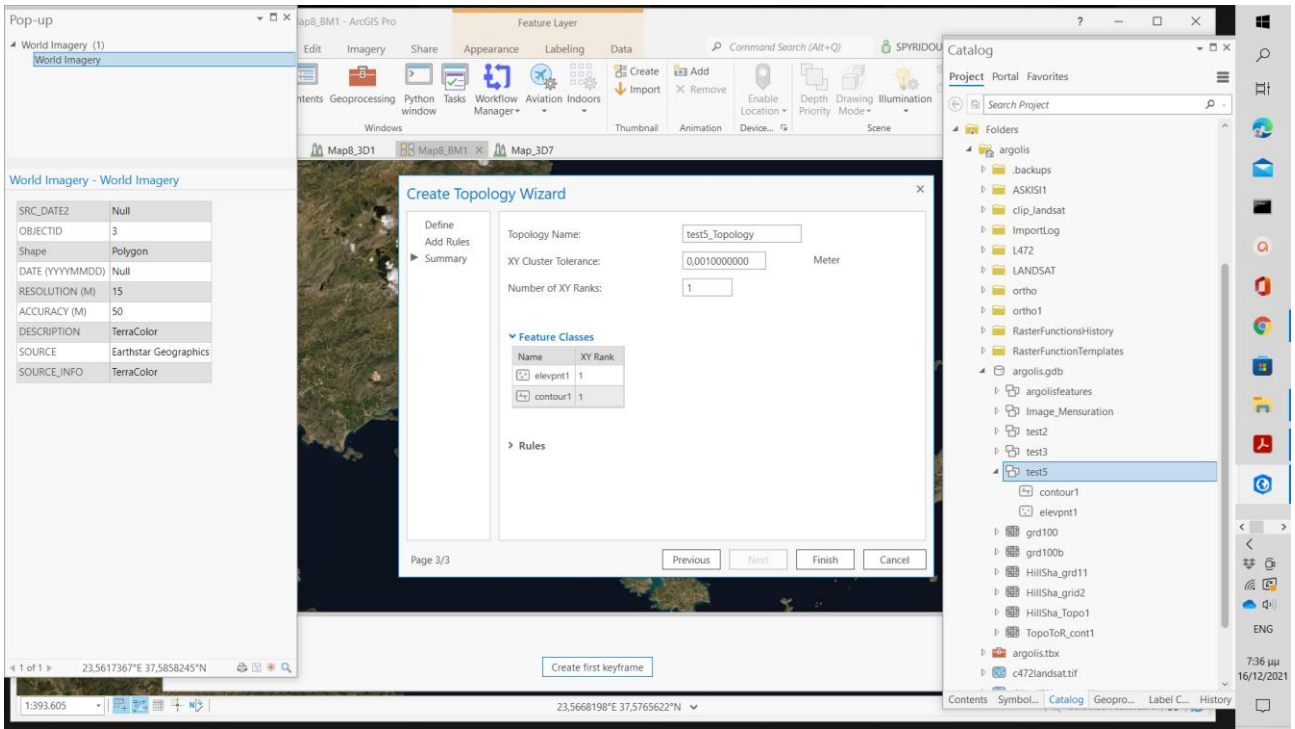 Pop-up
World Imagery (1)
World Imagery
World Imagery - World Imagery
SRC_DATE2 Null
OBJECTID 3
Shape Polygon
DATE (YYYYMMDD) Null
RESOLUTION (M) 15
ACCURACY (M) 50
DESCRIPTION TerraColor
SOURCE Earthstar Geographics
SOURCE_INFO TerraColor
1 of 1
23,5617367°E 37,5858245°N
Map8_BM1 - ArcGIS Pro
Feature Layer
?
Edit Imagery Share Appearance Labeling Data
Command Search (Alt+Q)
SPYRIDOU
Geoprocessing
Python window
Tasks
Workflow Manager
Aviation
Indoors
Create
Import
Add
Remove
Enable Location
Depth Priority
Drawing Mode
Illumination
Windows Thumbnail Animation Device... Scene
Map8_3D1 Map8_BM1 Map_3D7
Create Topology Wizard
Define
Add Rules
Summary
Topology Name: test5_Topology
XY Cluster Tolerance: 0,0010000000 Meter
Number of XY Ranks: 1
Feature Classes
Name XY Rank
elevpnt1 1
contour1 1
Rules
Page 3/3
Previous Next Finish Cancel
Create first keyframe
1:393.605
23,5668198°E 37,5765622°N
Catalog
Project Portal Favorites
Search Project
Folders
argolis
.backups
ASKISI1
clip_landsat
ImportLog
L472
LANDSAT
ortho
ortho1
RasterFunctionsHistory
RasterFunctionTemplates
argolis.gdb
argolisfeatures
Image_Mensuration
test2
test3
test5
contour1
elevpnt1
grd100
grd100b
HillSha_grd11
HillSha_grid2
HillSha_Topo1
TopoToR_cont1
argolis.tbx
c472landsat.tif
Contents Symbol... Catalog Geopro... Label C... History
ENG
7:36 μμ
16/12/2021